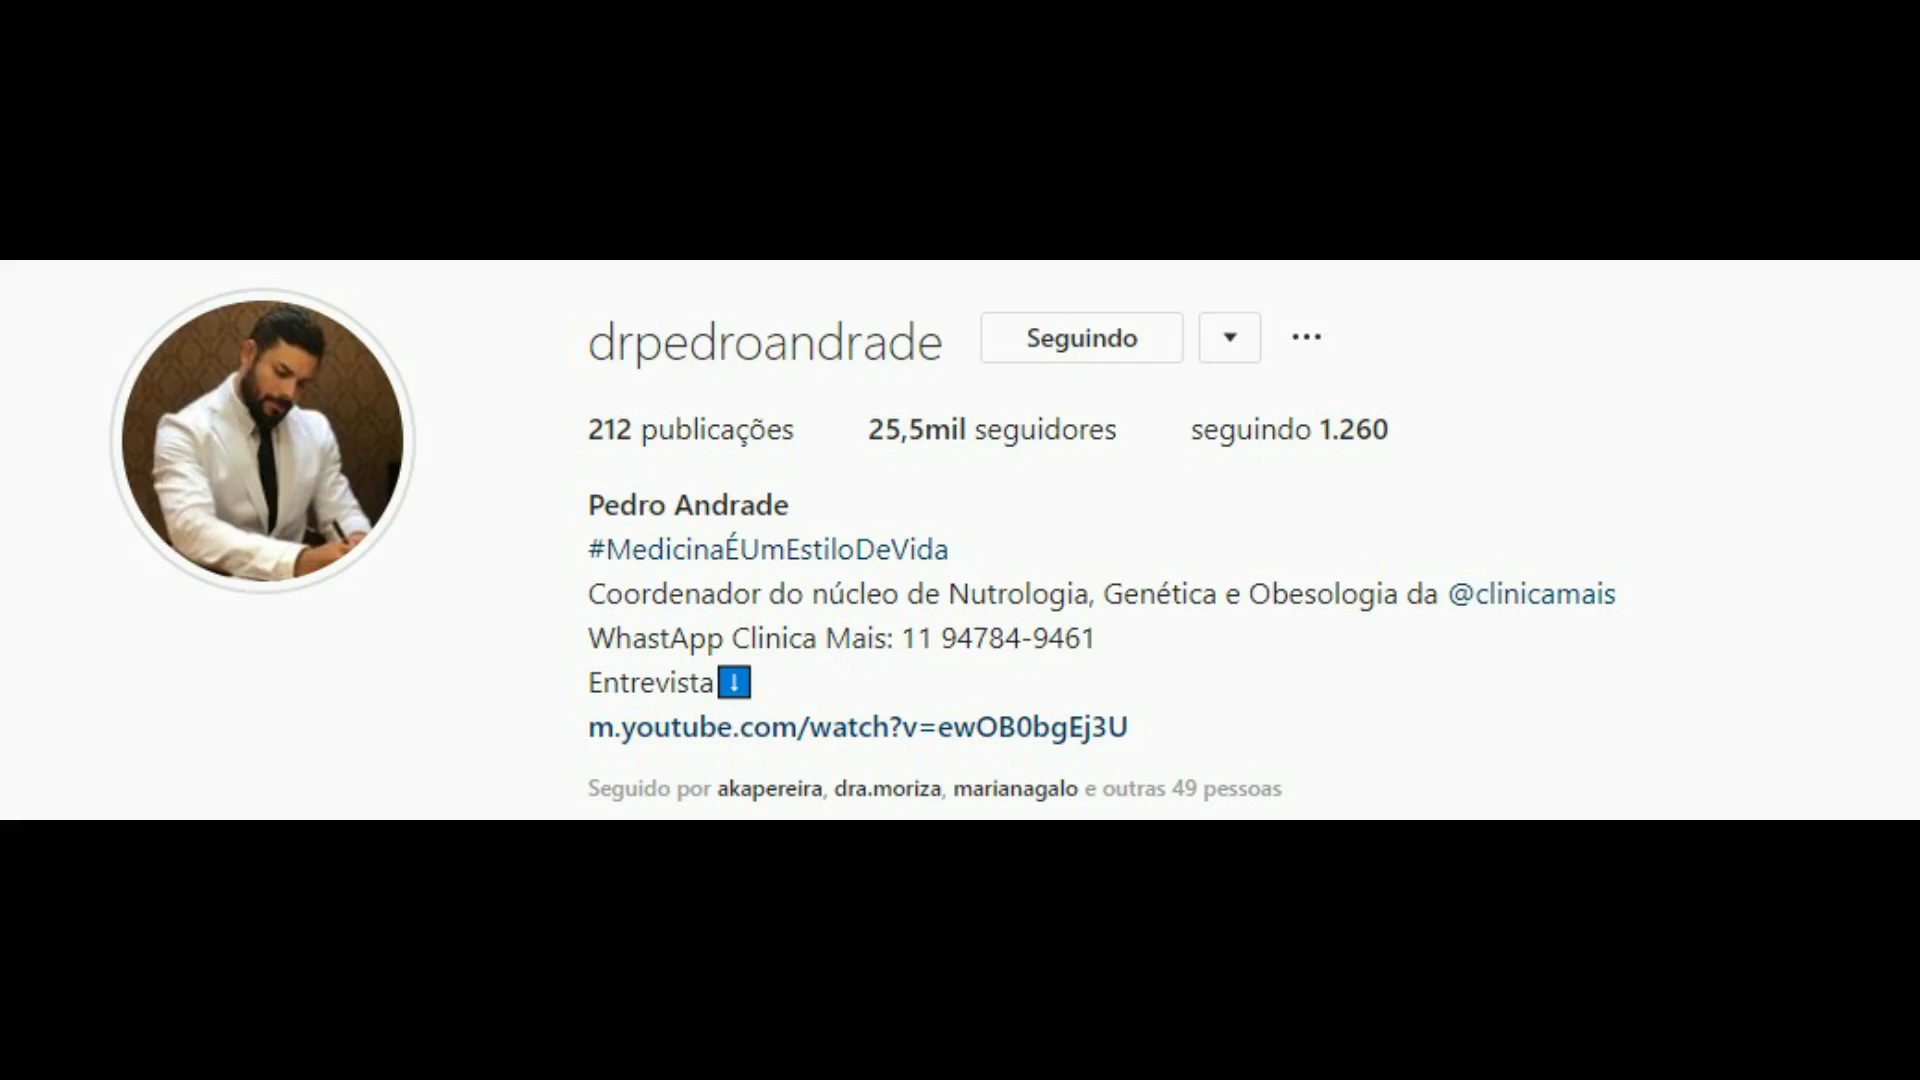 drpedroandrade Seguindo
212 publicações 25,5mil seguidores seguindo 1.260
Pedro Andrade
#MedicinaÉUmEstiloDeVida
Coordenador do núcleo de Nutrologia, Genética e Obesologia da @clinicamais
WhastApp Clinica Mais: 11 94784-9461
Entrevista⬇️
m.youtube.com/watch?v=ewOB0bgEj3U
Seguido por akapereira, dra.moriza, marianagalo e outras 49 pessoas